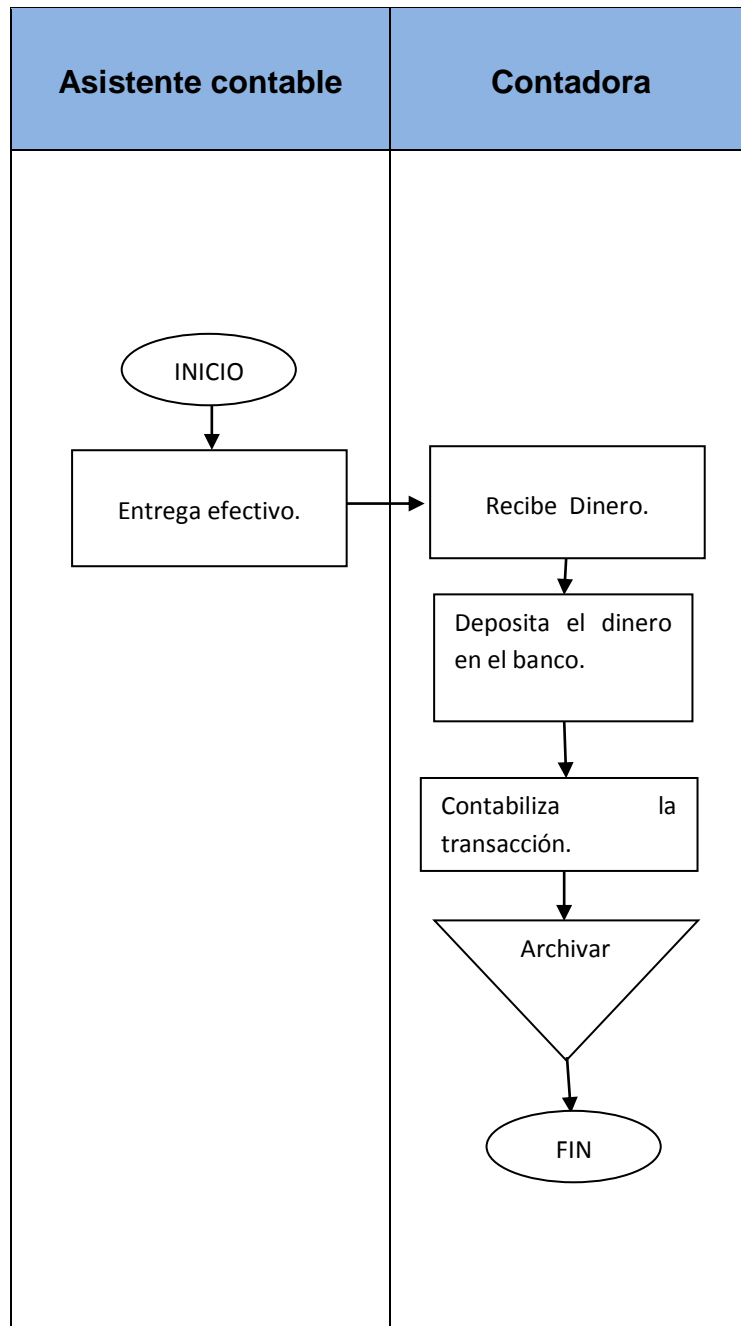 Asistente contable
Contadora
INICIO
Entrega efectivo.
Recibe Dinero.
Deposita el dinero
en el banco.
Contabiliza la
transacción.
Archivar
FIN